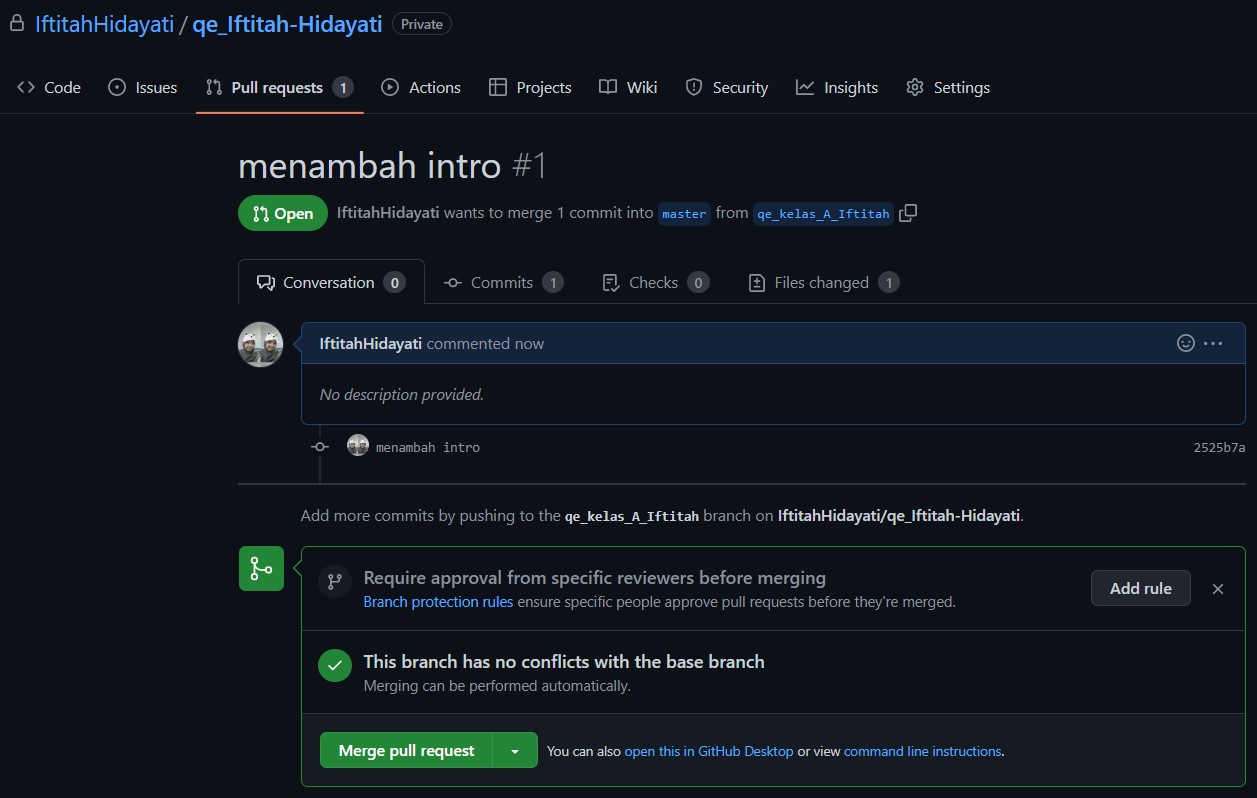 IftitahHidayati / qe_Iftitah-Hidayati Private
Code Issues Pull requests 1 Actions Projects Wiki Security Insights Settings
menambah intro #1
Open IftitahHidayati wants to merge 1 commit into master from qe_kelas_A_Iftitah
Conversation 0 Commits 1 Checks 0 Files changed 1
IftitahHidayati commented now
No description provided.
menambah intro 2525b7a
Add more commits by pushing to the qe_kelas_A_Iftitah branch on IftitahHidayati/qe_Iftitah-Hidayati.
Require approval from specific reviewers before merging
Branch protection rules ensure specific people approve pull requests before they're merged.
Add rule
This branch has no conflicts with the base branch
Merging can be performed automatically.
Merge pull request You can also open this in GitHub Desktop or view command line instructions.